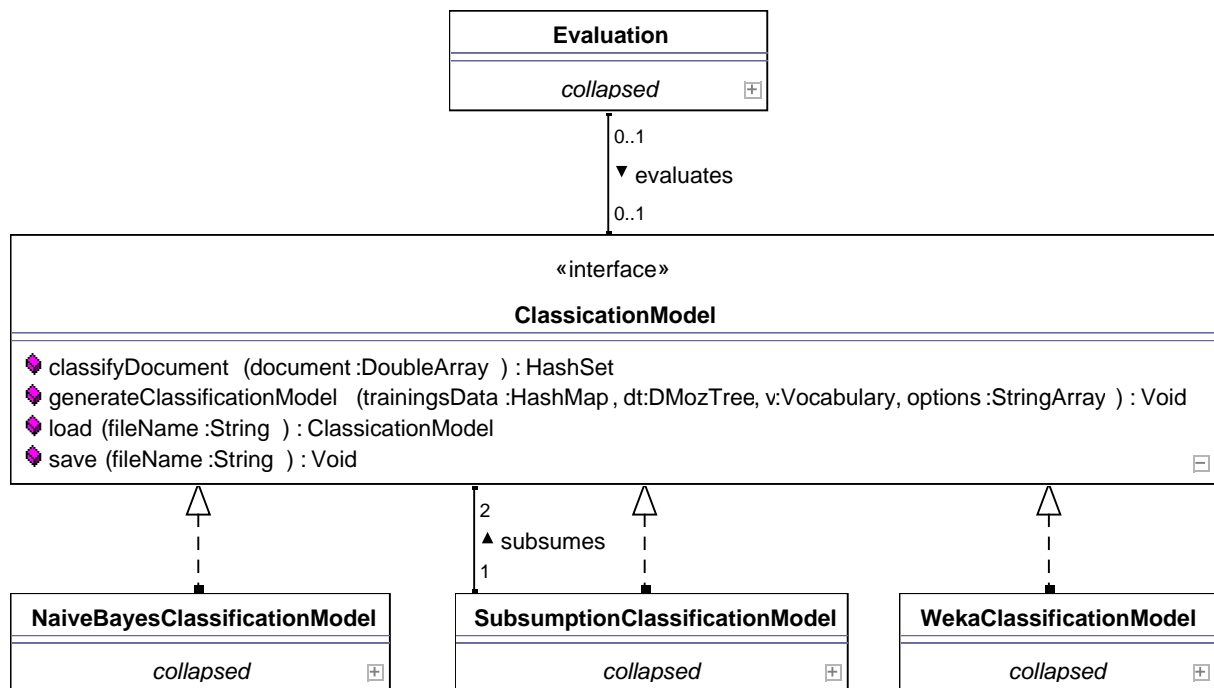 Evaluation
collapsed
0..1
▼ evaluates
0..1
«interface»
ClassicationModel
classifyDocument (document :DoubleArray ) : HashSet
generateClassificationModel (trainingsData :HashMap , dt:DMozTree, v:Vocabulary, options :StringArray ) : Void
load (fileName :String ) : ClassicationModel
save (fileName :String ) : Void
2
▲ subsumes
1
NaiveBayesClassificationModel
collapsed
SubsumptionClassificationModel
collapsed
WekaClassificationModel
collapsed